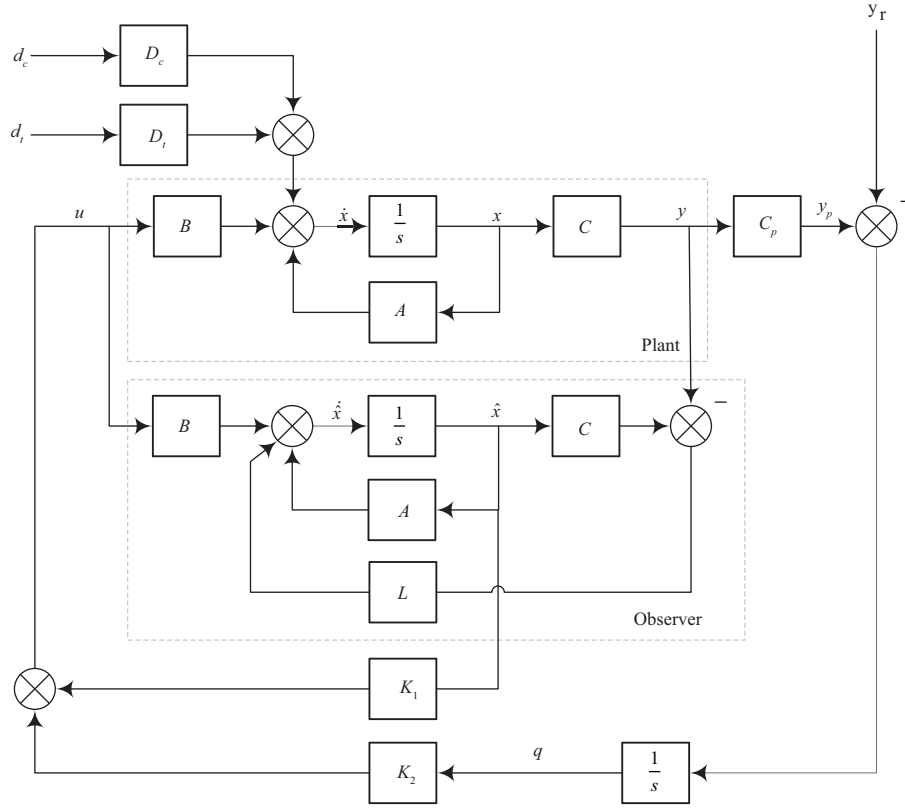 y_r
d_c
D_c
d_t
D_t
u
B
ẋ
1/s
x
C
y
C_p
y_p
−
A
Plant
B
ẋ̂
1/s
x̂
C
−
A
L
Observer
K_1
K_2
q
1/s